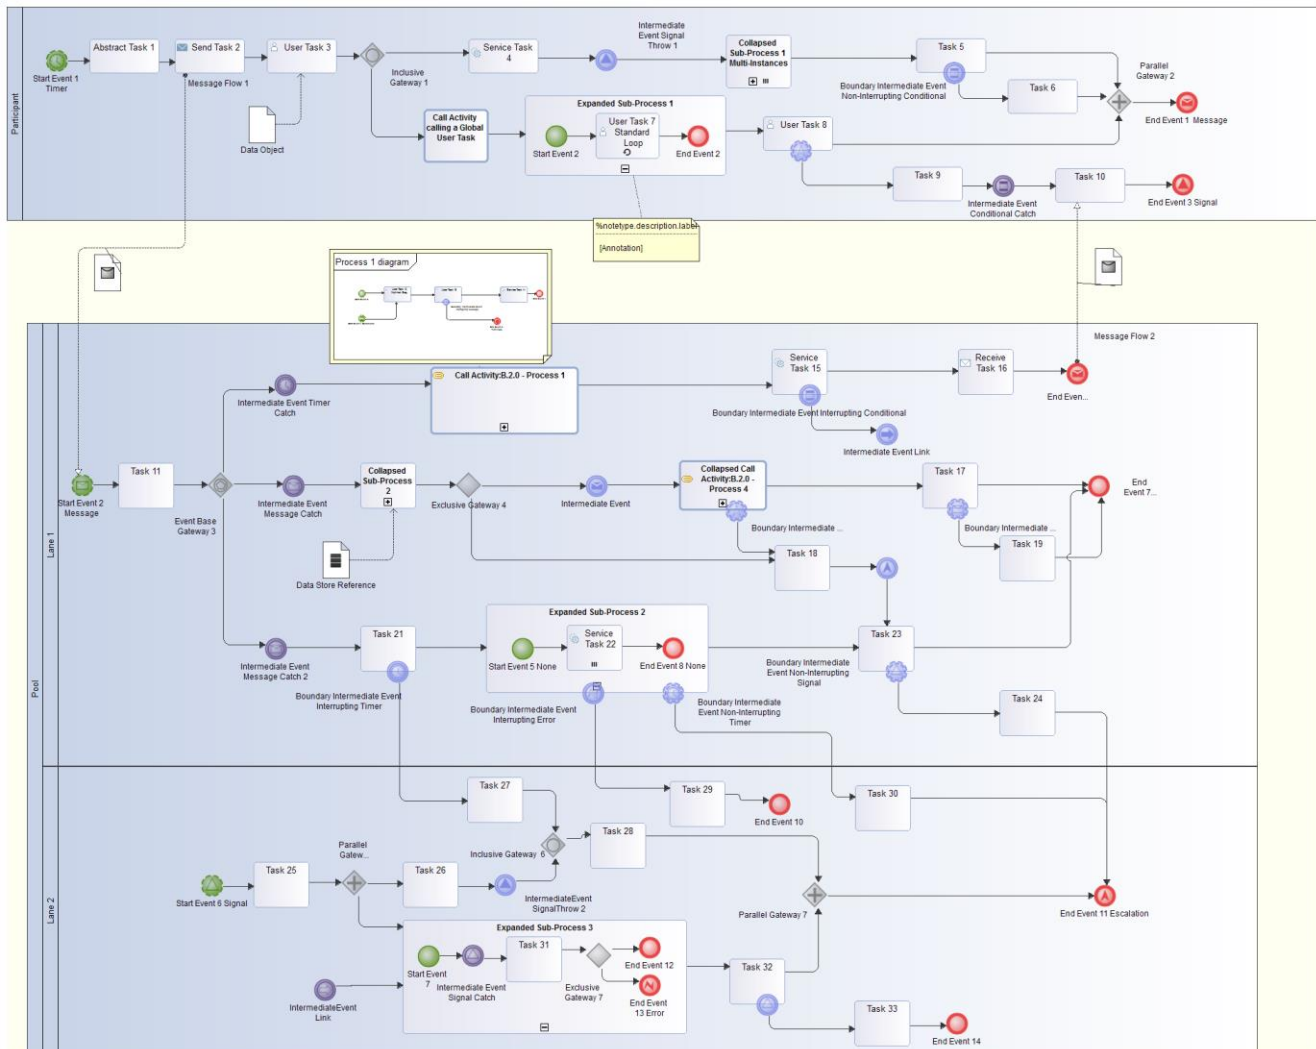 Participant
Start Event 1
Timer
Abstract Task 1
Send Task 2
Message Flow 1
User Task 3
Data Object
Inclusive
Gateway 1
Service Task
4
Intermediate
Event Signal
Throw 1
Collapsed
Sub-Process 1
Multi-Instances
Task 5
Boundary Intermediate Event
Non-Interrupting Conditional
Task 6
Parallel
Gateway 2
End Event 1 Message
Call Activity
calling a Global
User Task
Expanded Sub-Process 1
Start Event 2
User Task 7
Standard
Loop
End Event 2
User Task 8
Task 9
Intermediate Event
Conditional Catch
Task 10
End Event 3 Signal
%notetype.description.label
[Annotation]
Process 1 diagram
Message Flow 2
Pool
Lane 1
Intermediate Event Timer
Catch
Call Activity:B.2.0 - Process 1
Service
Task 15
Receive
Task 16
End Even...
Boundary Intermediate Event Interrupting Conditional
Intermediate Event Link
Start Event 2
Message
Task 11
Event Base
Gateway 3
Intermediate Event
Message Catch
Collapsed
Sub-Process
2
Exclusive Gateway 4
Intermediate Event
Collapsed Call
Activity:B.2.0 -
Process 4
Boundary Intermediate
...
Task 17
Boundary Intermediate
...
End
Event 7...
Task 18
Task 19
Data Store Reference
Intermediate Event
Message Catch 2
Task 21
Boundary Intermediate Event
Interrupting Timer
Expanded Sub-Process 2
Start Event 5 None
Service
Task 22
End Event 8 None
Boundary Intermediate Event
Interrupting Error
Boundary Intermediate
Event Non-Interrupting
Timer
Boundary Intermediate
Event Non-Interrupting
Signal
Task 23
Task 24
Lane 2
Task 27
Task 29
End Event 10
Task 30
Inclusive Gateway 6
Task 28
Start Event 6 Signal
Task 25
Parallel
Gatew...
Task 26
IntermediateEvent
SignalThrow 2
Parallel Gateway 7
End Event 11 Escalation
IntermediateEvent
Link
Expanded Sub-Process 3
Start Event
7
Intermediate Event
Signal Catch
Task 31
Exclusive
Gateway 7
End Event 12
End Event
13 Error
Task 32
Task 33
End Event 14